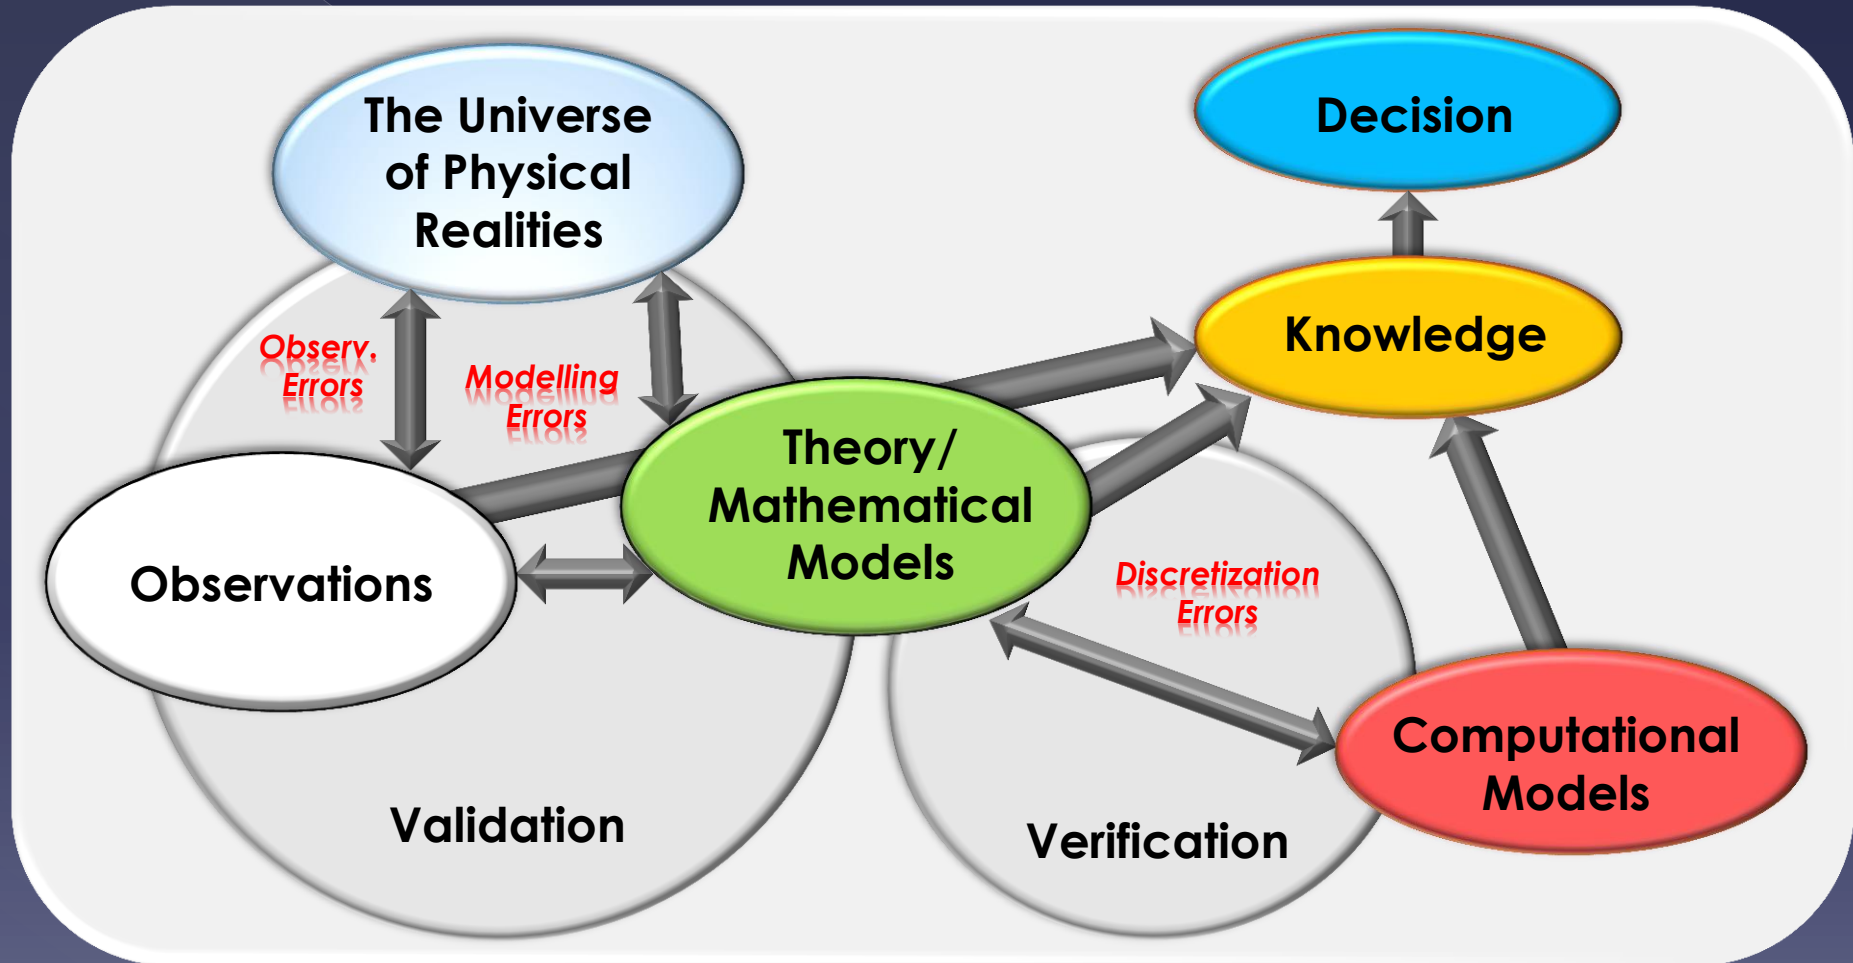 The Universe
of Physical
Realities
Decision
Knowledge
Observ.
Errors
Modelling
Errors
Theory/
Mathematical
Models
Observations
Discretization
Errors
Computational
Models
Validation
Verification